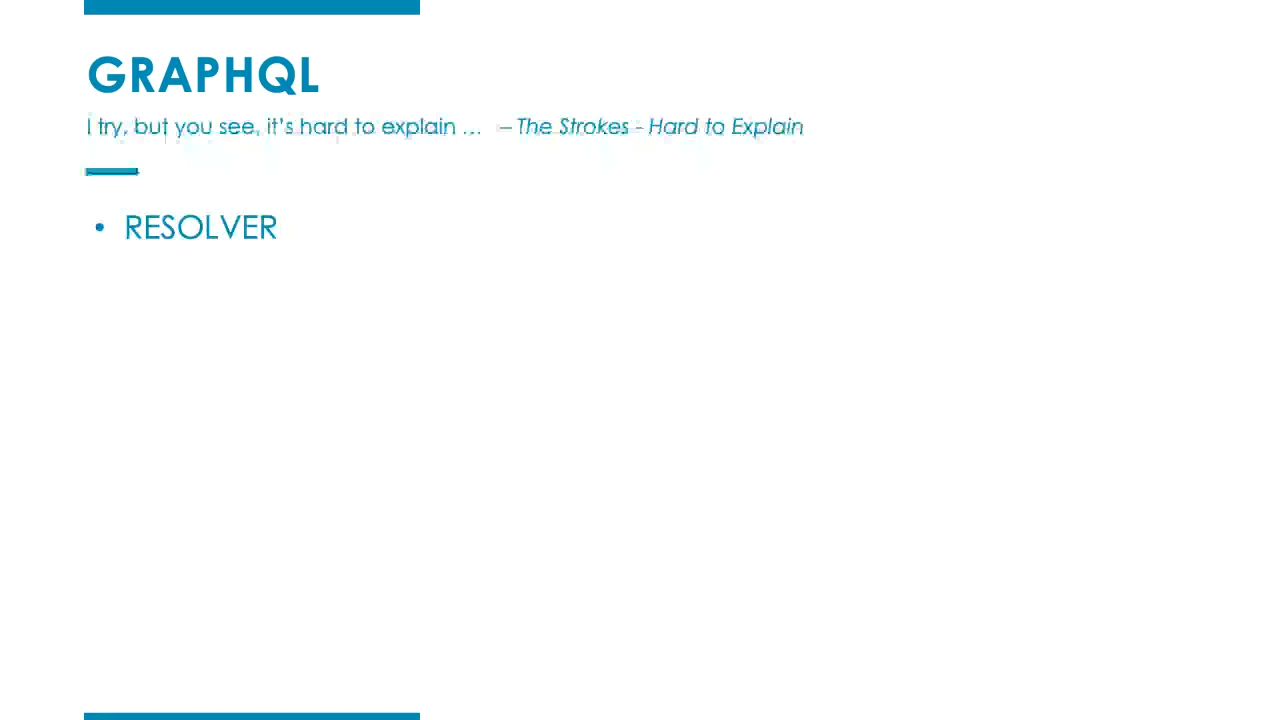 GRAPHQL
I try, but you see, it's hard to explain … – The Strokes - Hard to Explain
• RESOLVER